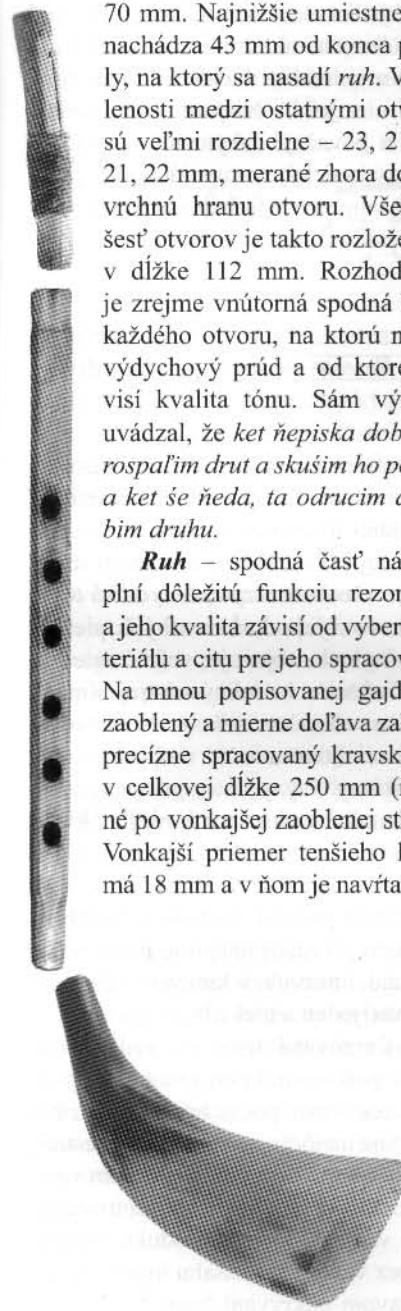 70 mm. Najnižšie umiestne
nachádza 43 mm od konca p
ly, na ktorý sa nasadí ruh. V
lenosti medzi ostatnými otv
sú veľmi rozdielne – 23, 2
21, 22 mm, merané zhora do
vrchnú hranu otvoru. Vše
šesť otvorov je takto rozlože
v dĺžke 112 mm. Rozhod
je zrejme vnútorná spodná
každého otvoru, na ktorú n
výdychový prúd a od ktore
visí kvalita tónu. Sám vý
uvádzal, že ket ňepiska dob
rospaľim drut a skuśim ho po
a ket śe ňeda, ta odrucim a
bim druhu.
Ruh – spodná časť ná
plní dôležitú funkciu rezon
a jeho kvalita závisí od výber
teriálu a citu pre jeho spracov
Na mnou popisovanej gajd
zaoblený a mierne doľava za
precízne spracovaný kravsk
v celkovej dĺžke 250 mm (
né po vonkajšej zaoblenej st
Vonkajší priemer tenšieho
má 18 mm a v ňom je navŕta